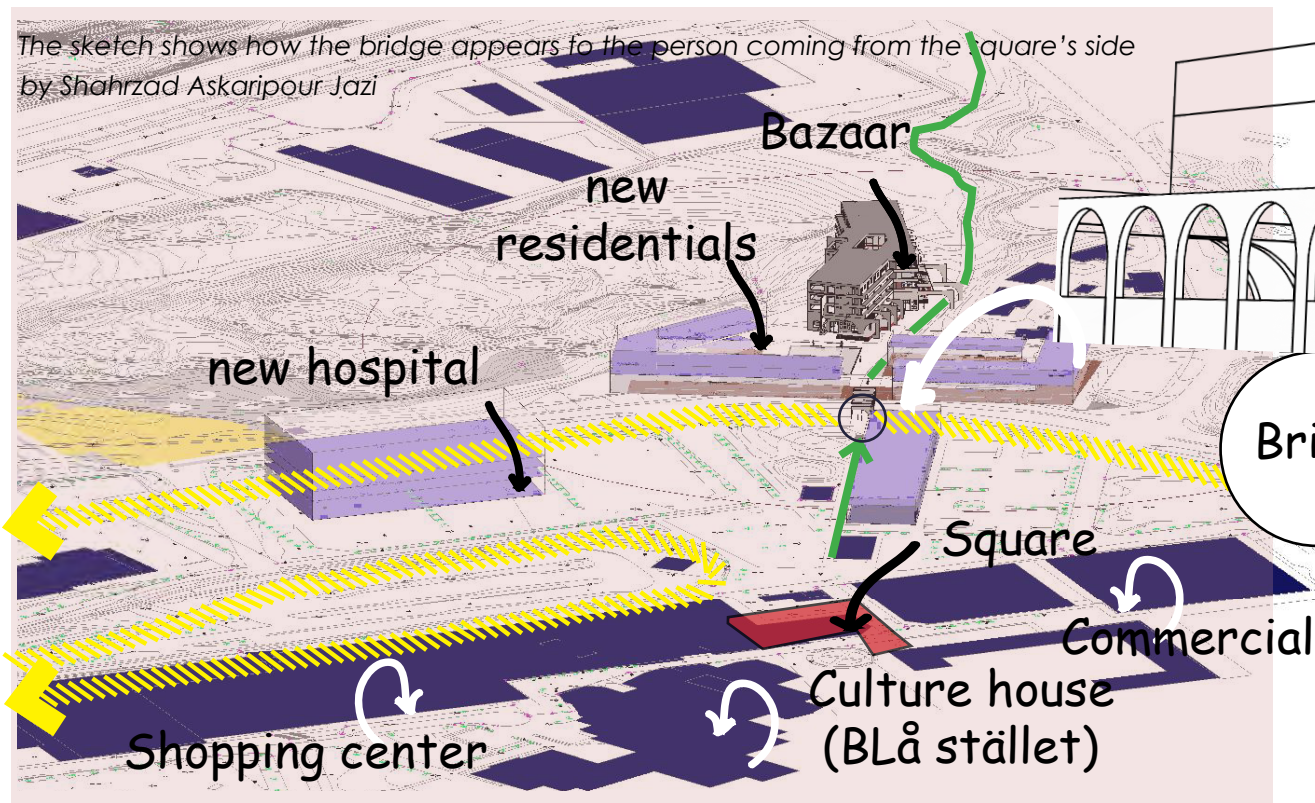 The sketch shows how the bridge appears to the person coming from the square's side
by Shahrzad Askaripour Jazi
Bazaar
new
residentials
new hospital
Bri
Square
Commercial
Culture house
(BLå stället)
Shopping center